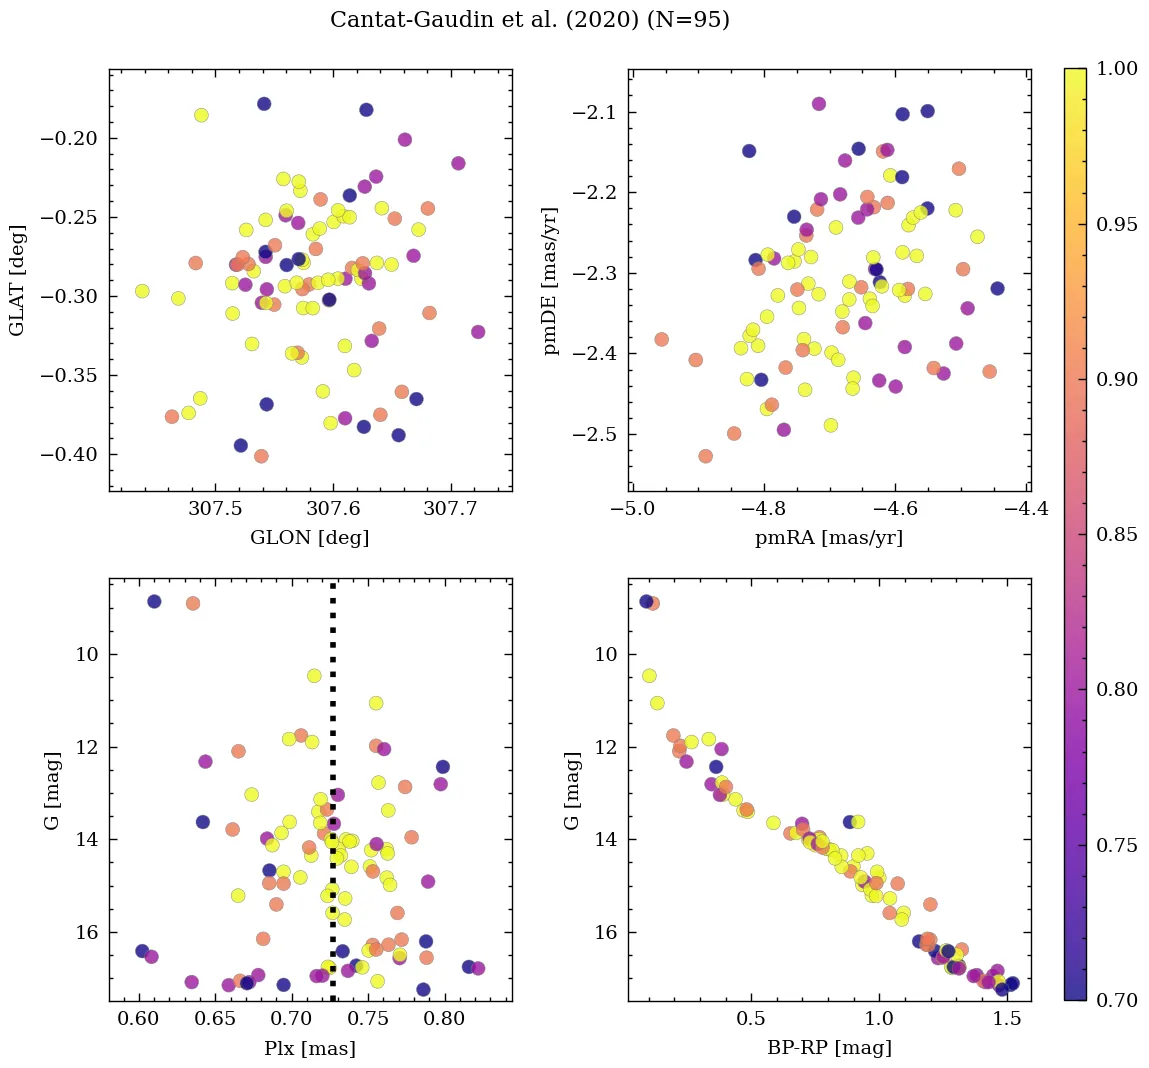 Cantat-Gaudin et al. (2020) (N=95)
−0.20
−0.25
−0.30
−0.35
−0.40
GLAT [deg]
307.5 307.6 307.7
GLON [deg]
−2.1
−2.2
−2.3
−2.4
−2.5
pmDE [mas/yr]
−5.0 −4.8 −4.6 −4.4
pmRA [mas/yr]
10
12
14
16
G [mag]
0.60 0.65 0.70 0.75 0.80
Plx [mas]
10
12
14
16
G [mag]
0.5 1.0 1.5
BP-RP [mag]
1.00
0.95
0.90
0.85
0.80
0.75
0.70